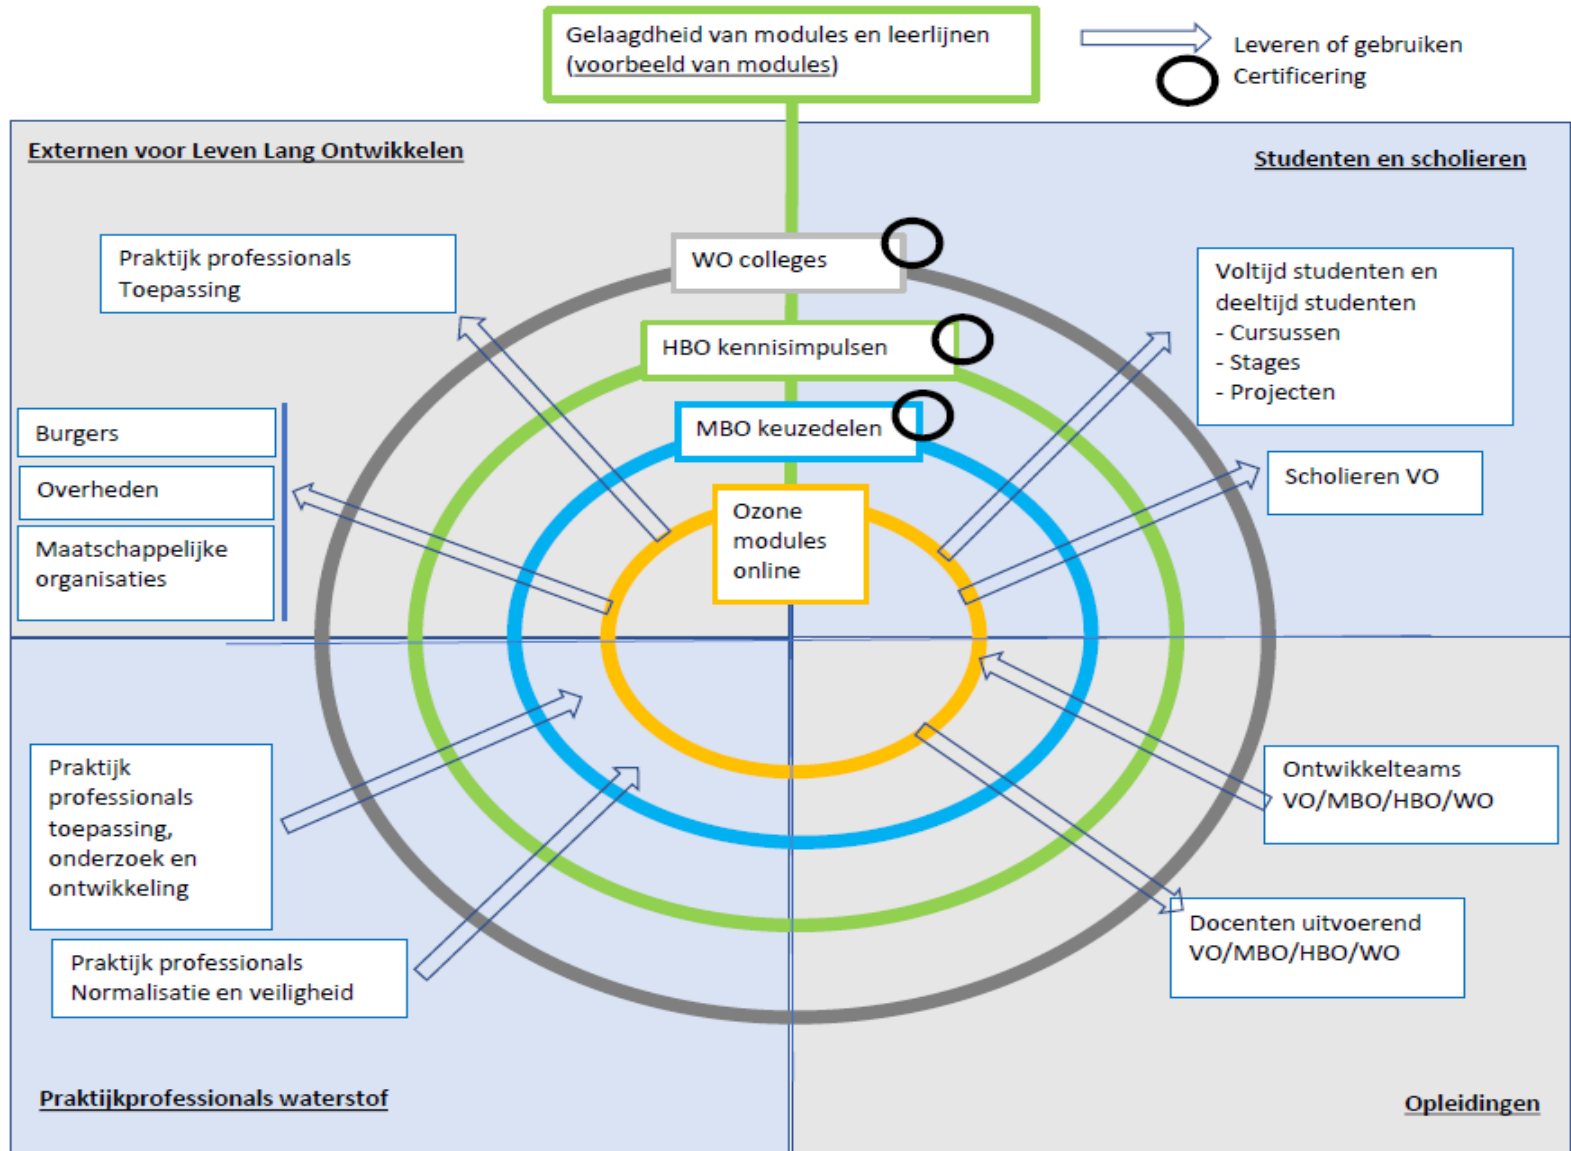 Gelaagdheid van modules en leerlijnen
(voorbeeld van modules)
Leveren of gebruiken
Certificering
Externen voor Leven Lang Ontwikkelen
Studenten en scholieren
Praktijk professionals
Toepassing
WO colleges
HBO kennisimpulsen
MBO keuzedelen
Ozone
modules
online
Voltijd studenten en
deeltijd studenten
- Cursussen
- Stages
- Projecten
Scholieren VO
Burgers
Overheden
Maatschappelijke
organisaties
Praktijk
professionals
toepassing,
onderzoek en
ontwikkeling
Praktijk professionals
Normalisatie en veiligheid
Ontwikkelteams
VO/MBO/HBO/WO
Docenten uitvoerend
VO/MBO/HBO/WO
Praktijkprofessionals waterstof
Opleidingen